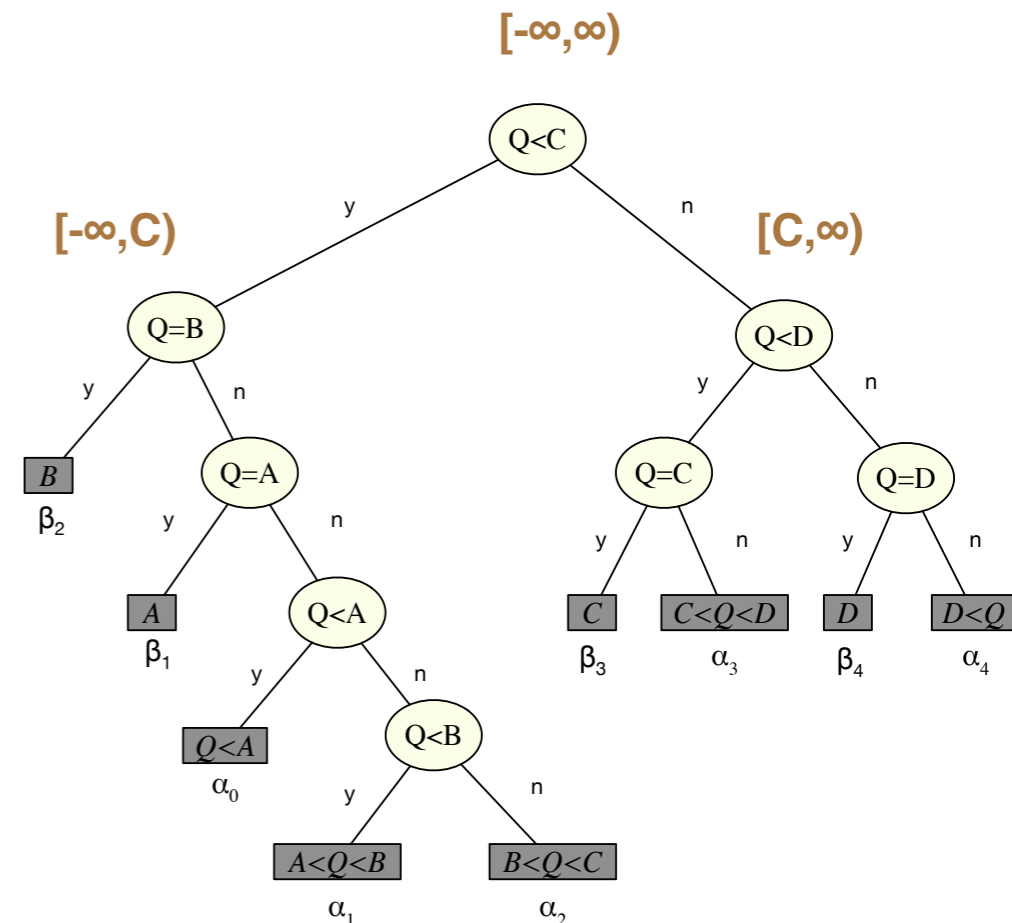 [-∞,∞)
Q<C
y n
[-∞,C) [C,∞)
Q=B Q<D
y n y n
B Q=A Q=C Q=D
β₂
y n y n y n
A Q<A C C<Q<D D D<Q
β₁ β₃ α₃ β₄ α₄
y n
Q<A Q<B
α₀
y n
A<Q<B B<Q<C
α₁ α₂